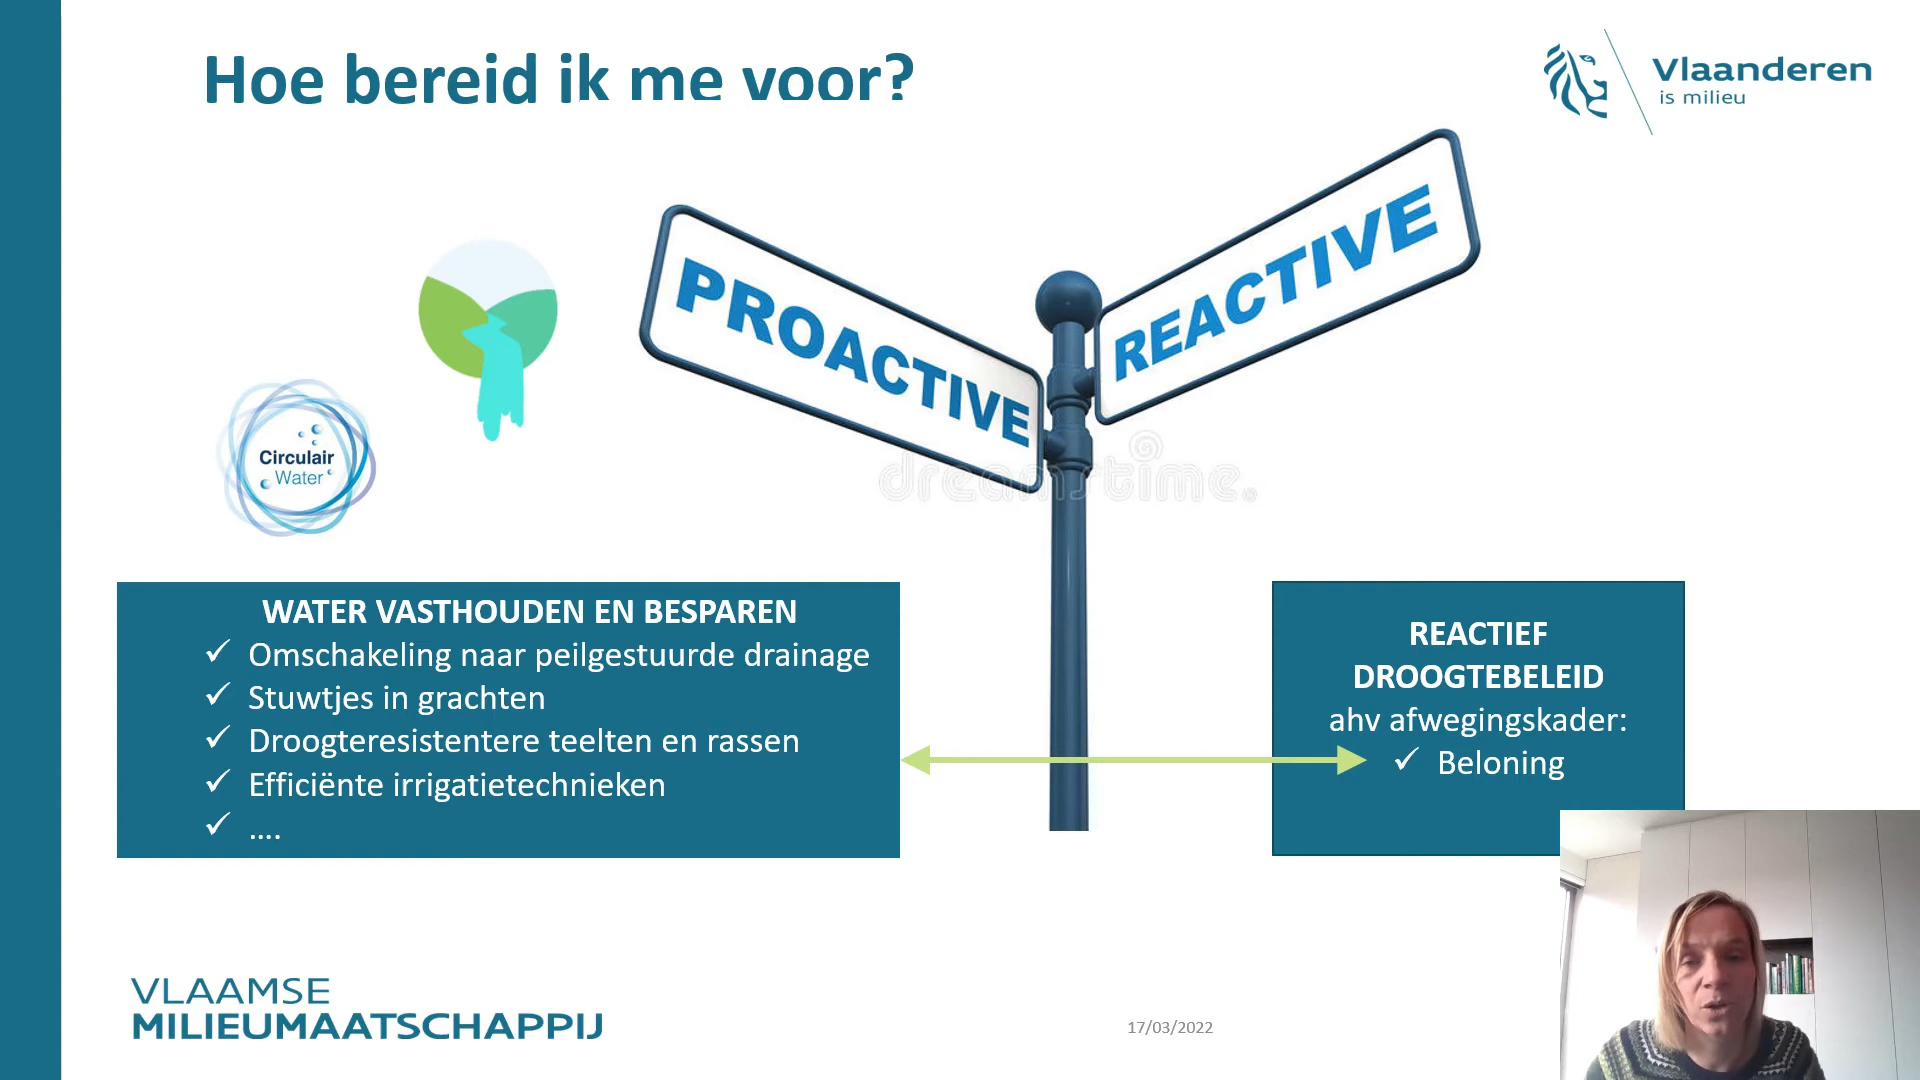 Hoe bereid ik me voor?
Vlaanderen
is milieu
PROACTIVE
REACTIVE
Circulair
Water
dreamstime.
WATER VASTHOUDEN EN BESPAREN
✓ Omschakeling naar peilgestuurde drainage
✓ Stuwtjes in grachten
✓ Droogteresistentere teelten en rassen
✓ Efficiënte irrigatietechnieken
✓ ....
REACTIEF
DROOGTEBELEID
ahv afwegingskader:
✓ Beloning
VLAAMSE
MILIEUMAATSCHAPPIJ
17/03/2022